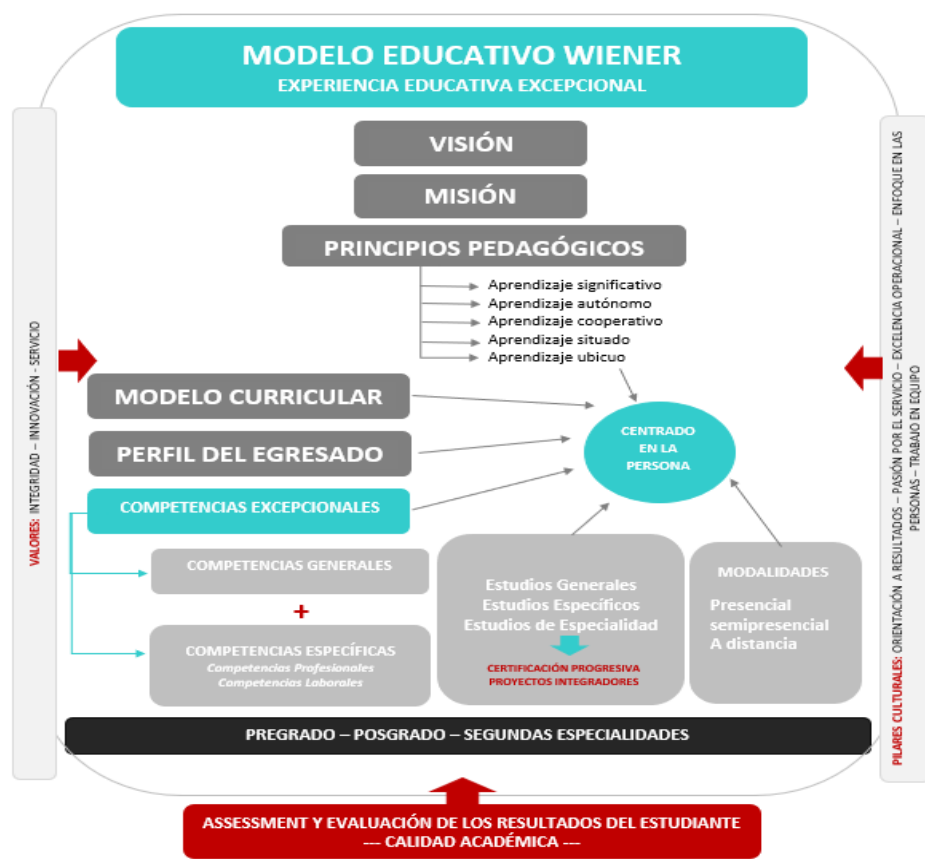 MODELO EDUCATIVO WIENER
EXPERIENCIA EDUCATIVA EXCEPCIONAL
VISIÓN
MISIÓN
PRINCIPIOS PEDAGÓGICOS
Aprendizaje significativo
Aprendizaje autónomo
Aprendizaje cooperativo
Aprendizaje situado
Aprendizaje ubicuo
VALORES: INTEGRIDAD – INNOVACIÓN - SERVICIO
MODELO CURRICULAR
PERFIL DEL EGRESADO
COMPETENCIAS EXCEPCIONALES
CENTRADO
EN LA
PERSONA
COMPETENCIAS GENERALES
+
COMPETENCIAS ESPECÍFICAS
Competencias Profesionales
Competencias Laborales
Estudios Generales
Estudios Específicos
Estudios de Especialidad
CERTIFICACIÓN PROGRESIVA
PROYECTOS INTEGRADORES
MODALIDADES
Presencial
semipresencial
A distancia
PILARES CULTURALES: ORIENTACIÓN A RESULTADOS – PASIÓN POR EL SERVICIO – EXCELENCIA OPERACIONAL – ENFOQUE EN LAS
PERSONAS – TRABAJO EN EQUIPO
PREGRADO – POSGRADO – SEGUNDAS ESPECIALIDADES
ASSESSMENT Y EVALUACIÓN DE LOS RESULTADOS DEL ESTUDIANTE
--- CALIDAD ACADÉMICA ---